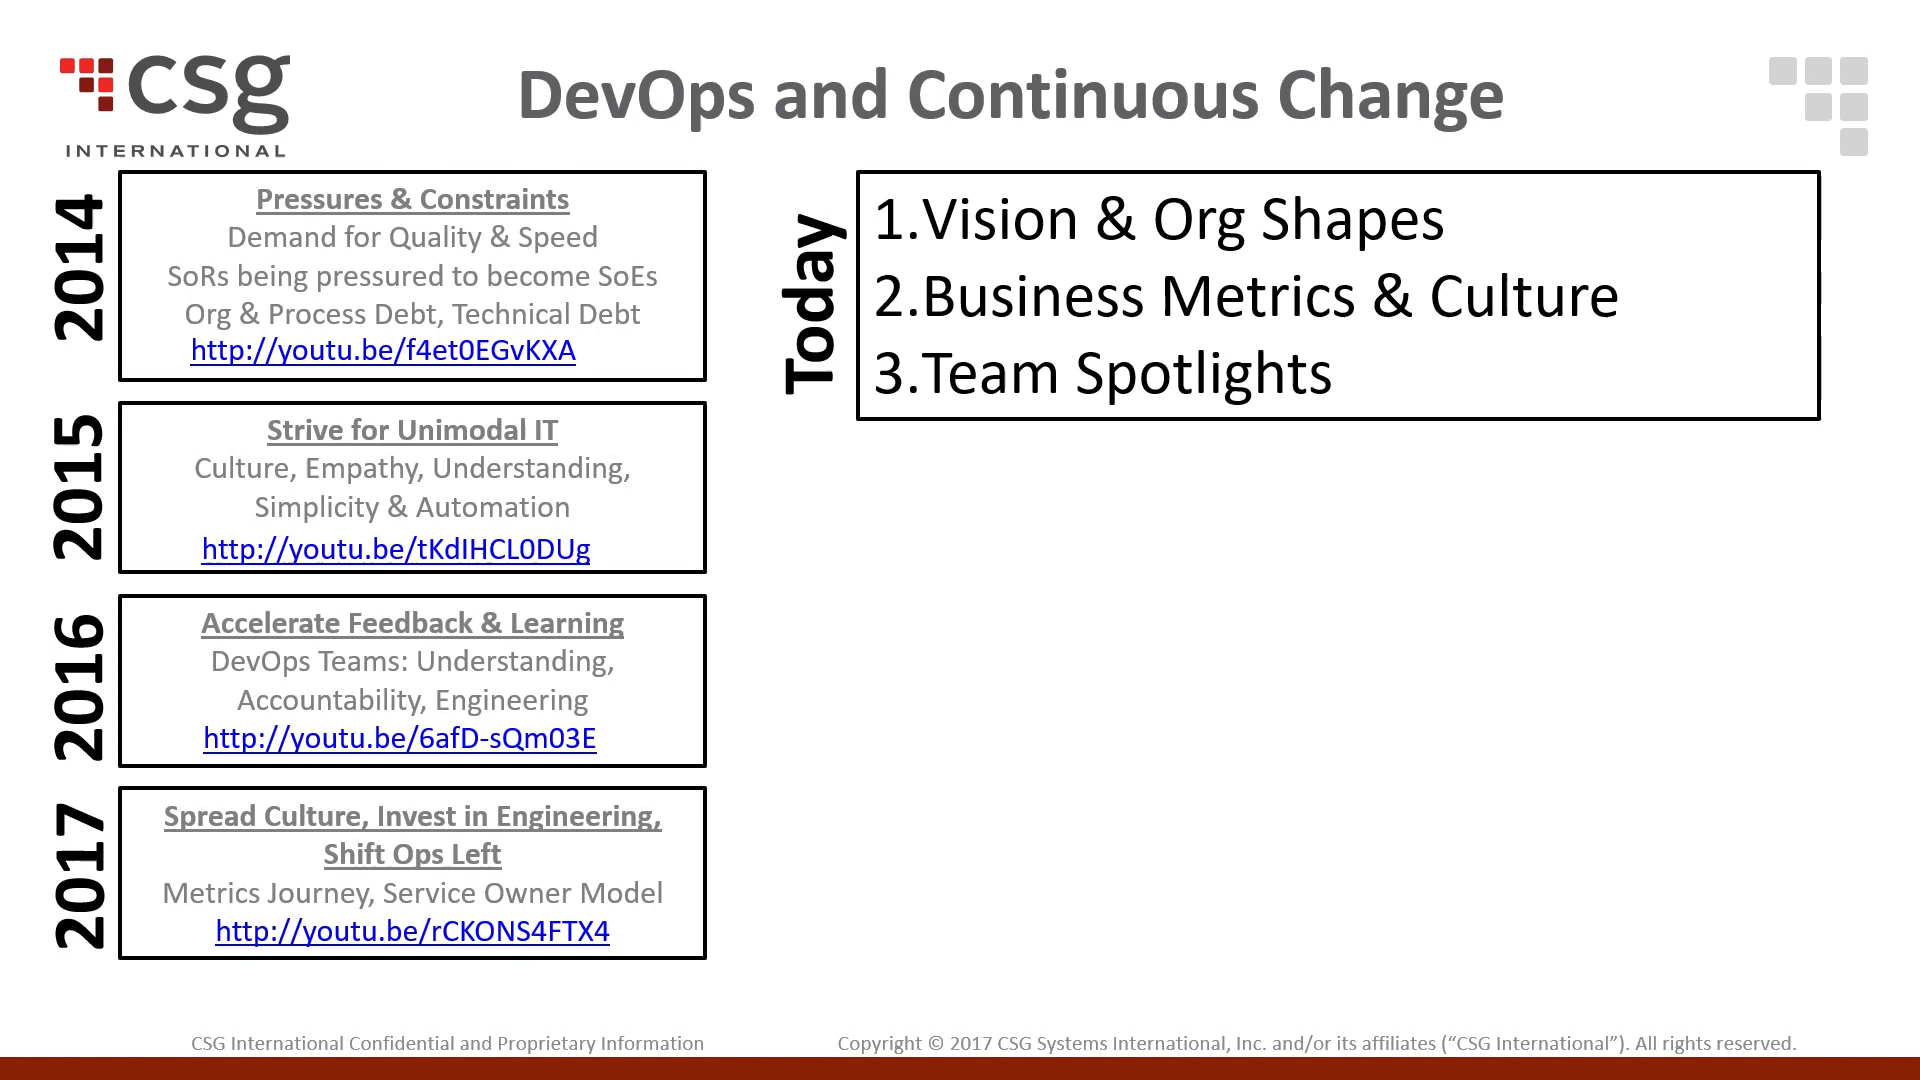 CSG
INTERNATIONAL
DevOps and Continuous Change
2014
Pressures & Constraints
Demand for Quality & Speed
SoRs being pressured to become SoEs
Org & Process Debt, Technical Debt
http://youtu.be/f4et0EGvKXA
2015
Strive for Unimodal IT
Culture, Empathy, Understanding,
Simplicity & Automation
http://youtu.be/tKdIHCL0DUg
2016
Accelerate Feedback & Learning
DevOps Teams: Understanding,
Accountability, Engineering
http://youtu.be/6afD-sQm03E
2017
Spread Culture, Invest in Engineering,
Shift Ops Left
Metrics Journey, Service Owner Model
http://youtu.be/rCKONS4FTX4
Today
1.Vision & Org Shapes
2.Business Metrics & Culture
3.Team Spotlights
CSG International Confidential and Proprietary Information
Copyright © 2017 CSG Systems International, Inc. and/or its affiliates (“CSG International”). All rights reserved.